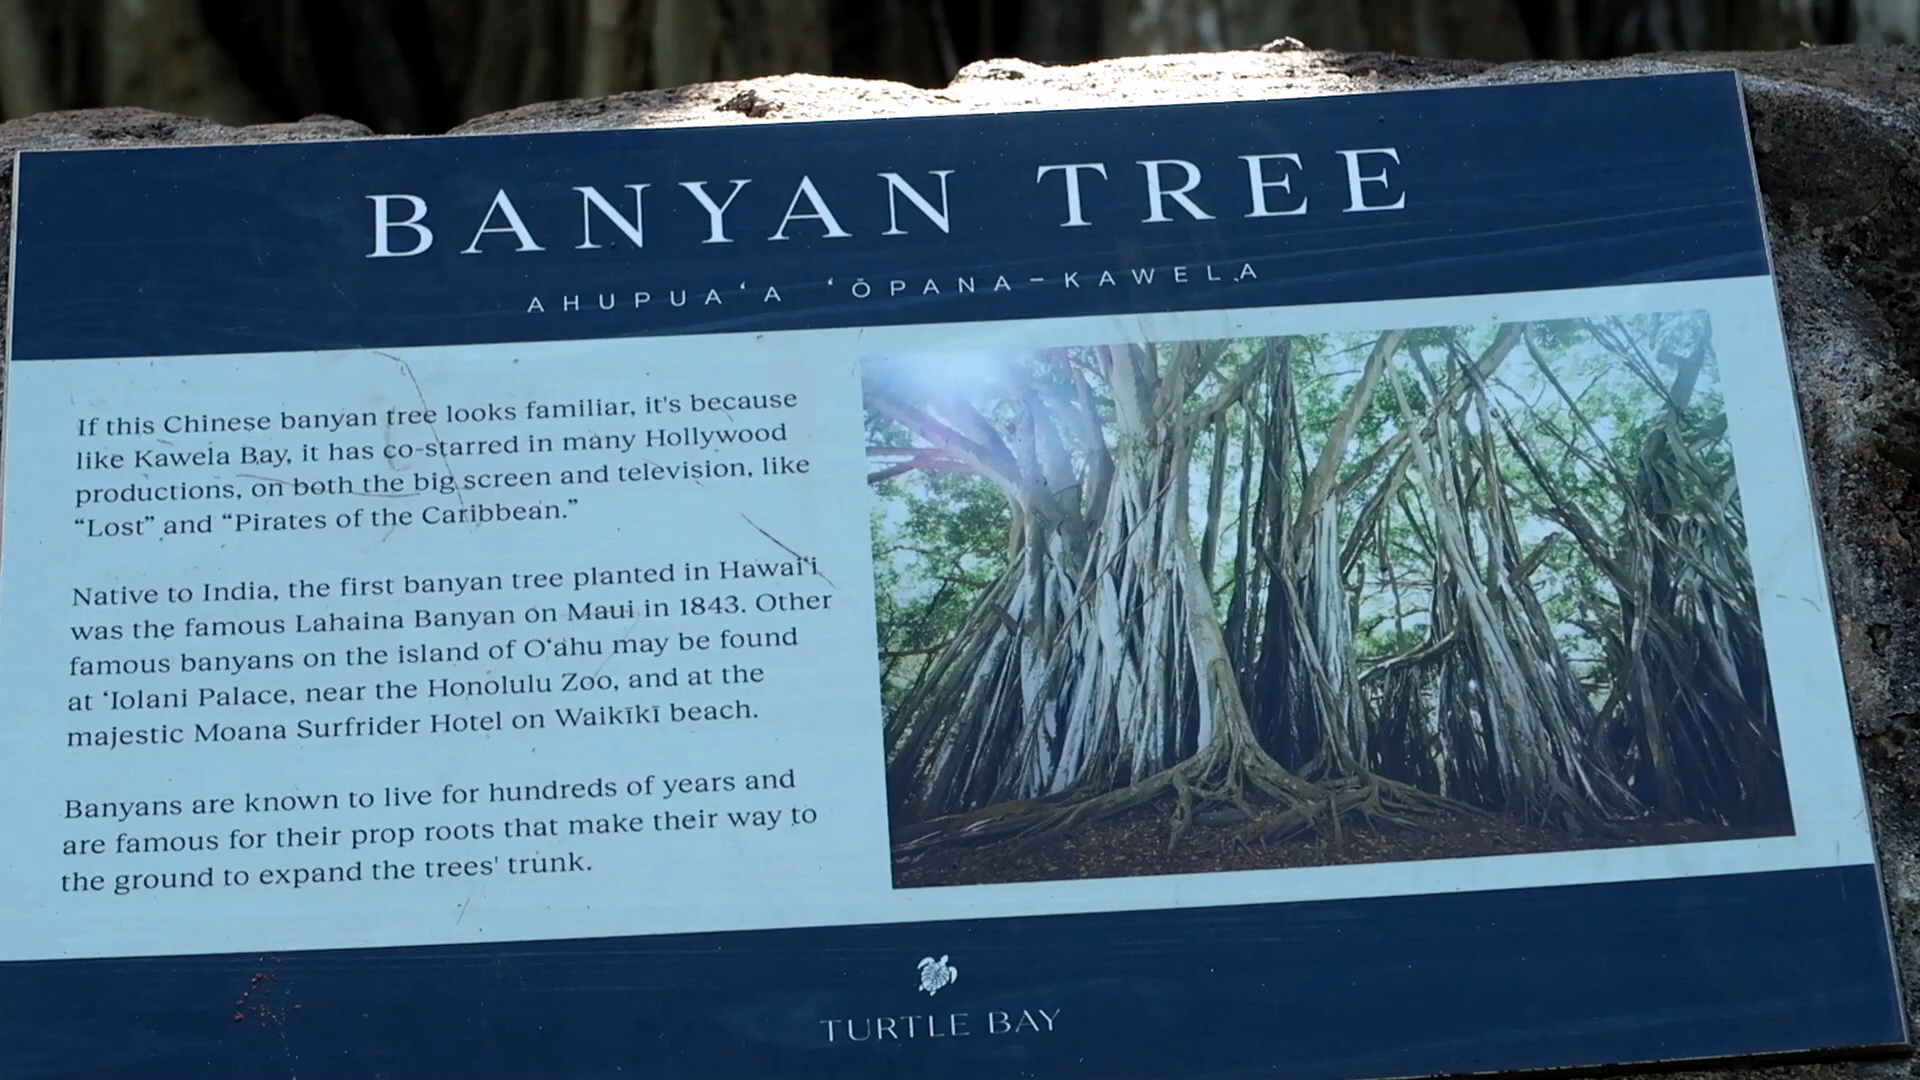 BANYAN TREE
AHUPUAʻA ʻŌPANA–KAWELA
If this Chinese banyan tree looks familiar, it's because
like Kawela Bay, it has co-starred in many Hollywood
productions, on both the big screen and television, like
“Lost” and “Pirates of the Caribbean.”
Native to India, the first banyan tree planted in Hawaiʻi
was the famous Lahaina Banyan on Maui in 1843. Other
famous banyans on the island of Oʻahu may be found
at ʻIolani Palace, near the Honolulu Zoo, and at the
majestic Moana Surfrider Hotel on Waikīkī beach.
Banyans are known to live for hundreds of years and
are famous for their prop roots that make their way to
the ground to expand the trees' trunk.
TURTLE BAY